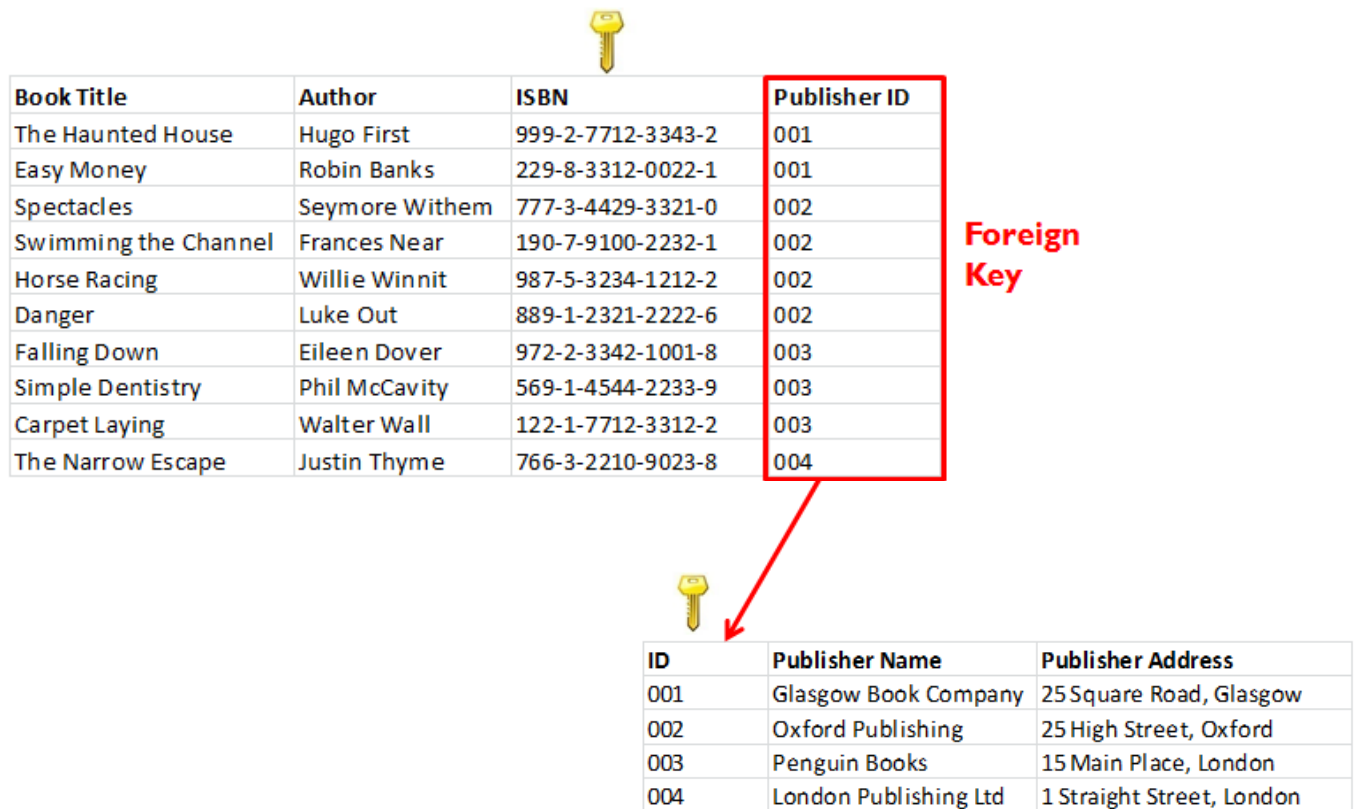 Book Title Author ISBN Publisher ID
The Haunted House Hugo First 999-2-7712-3343-2 001
Easy Money Robin Banks 229-8-3312-0022-1 001
Spectacles Seymore Withem 777-3-4429-3321-0 002
Swimming the Channel Frances Near 190-7-9100-2232-1 002
Horse Racing Willie Winnit 987-5-3234-1212-2 002
Danger Luke Out 889-1-2321-2222-6 002
Falling Down Eileen Dover 972-2-3342-1001-8 003
Simple Dentistry Phil McCavity 569-1-4544-2233-9 003
Carpet Laying Walter Wall 122-1-7712-3312-2 003
The Narrow Escape Justin Thyme 766-3-2210-9023-8 004
Foreign
Key
ID Publisher Name Publisher Address
001 Glasgow Book Company 25 Square Road, Glasgow
002 Oxford Publishing 25 High Street, Oxford
003 Penguin Books 15 Main Place, London
004 London Publishing Ltd 1 Straight Street, London